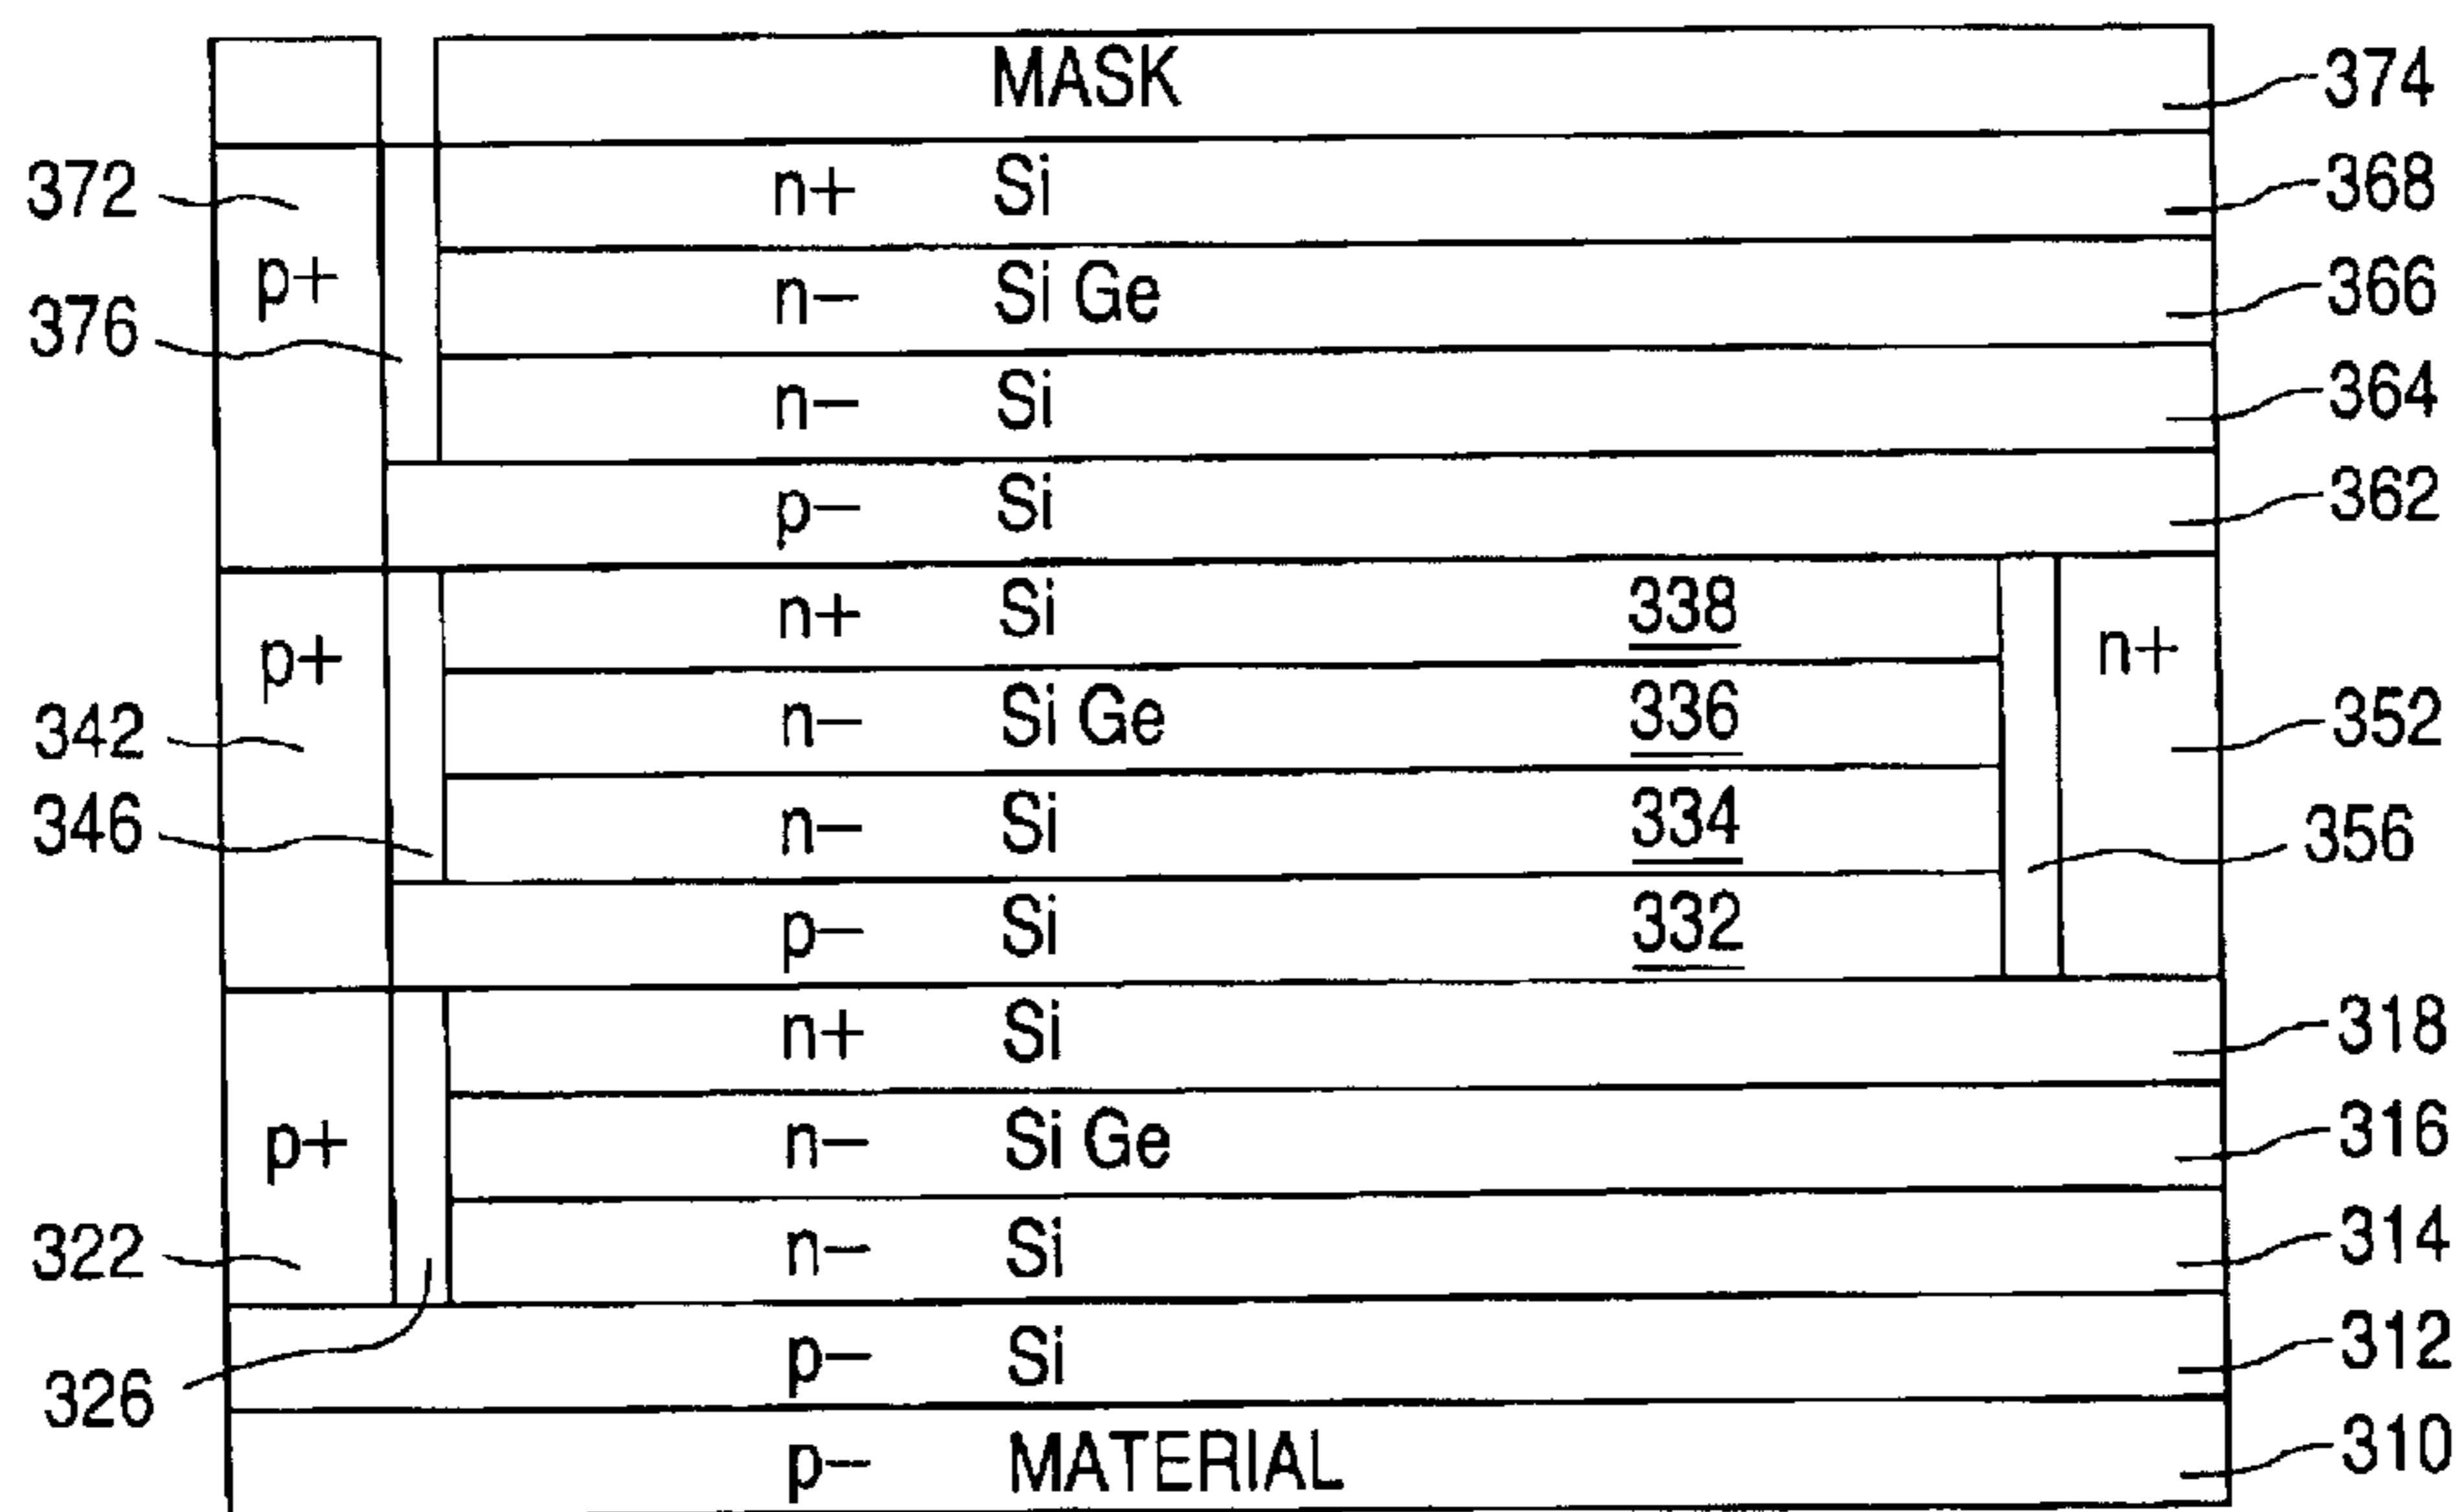 MASK 374
372 n+ Si 368
p+ n- Si Ge 366
376 n- Si 364
p- Si 362
n+ Si 338 n+
p+ n- Si Ge 336 352
342
346 n- Si 334 356
p- Si 332
n+ Si 318
p+ n- Si Ge 316
322 n- Si 314
326 p- Si 312
p- MATERIAL 310